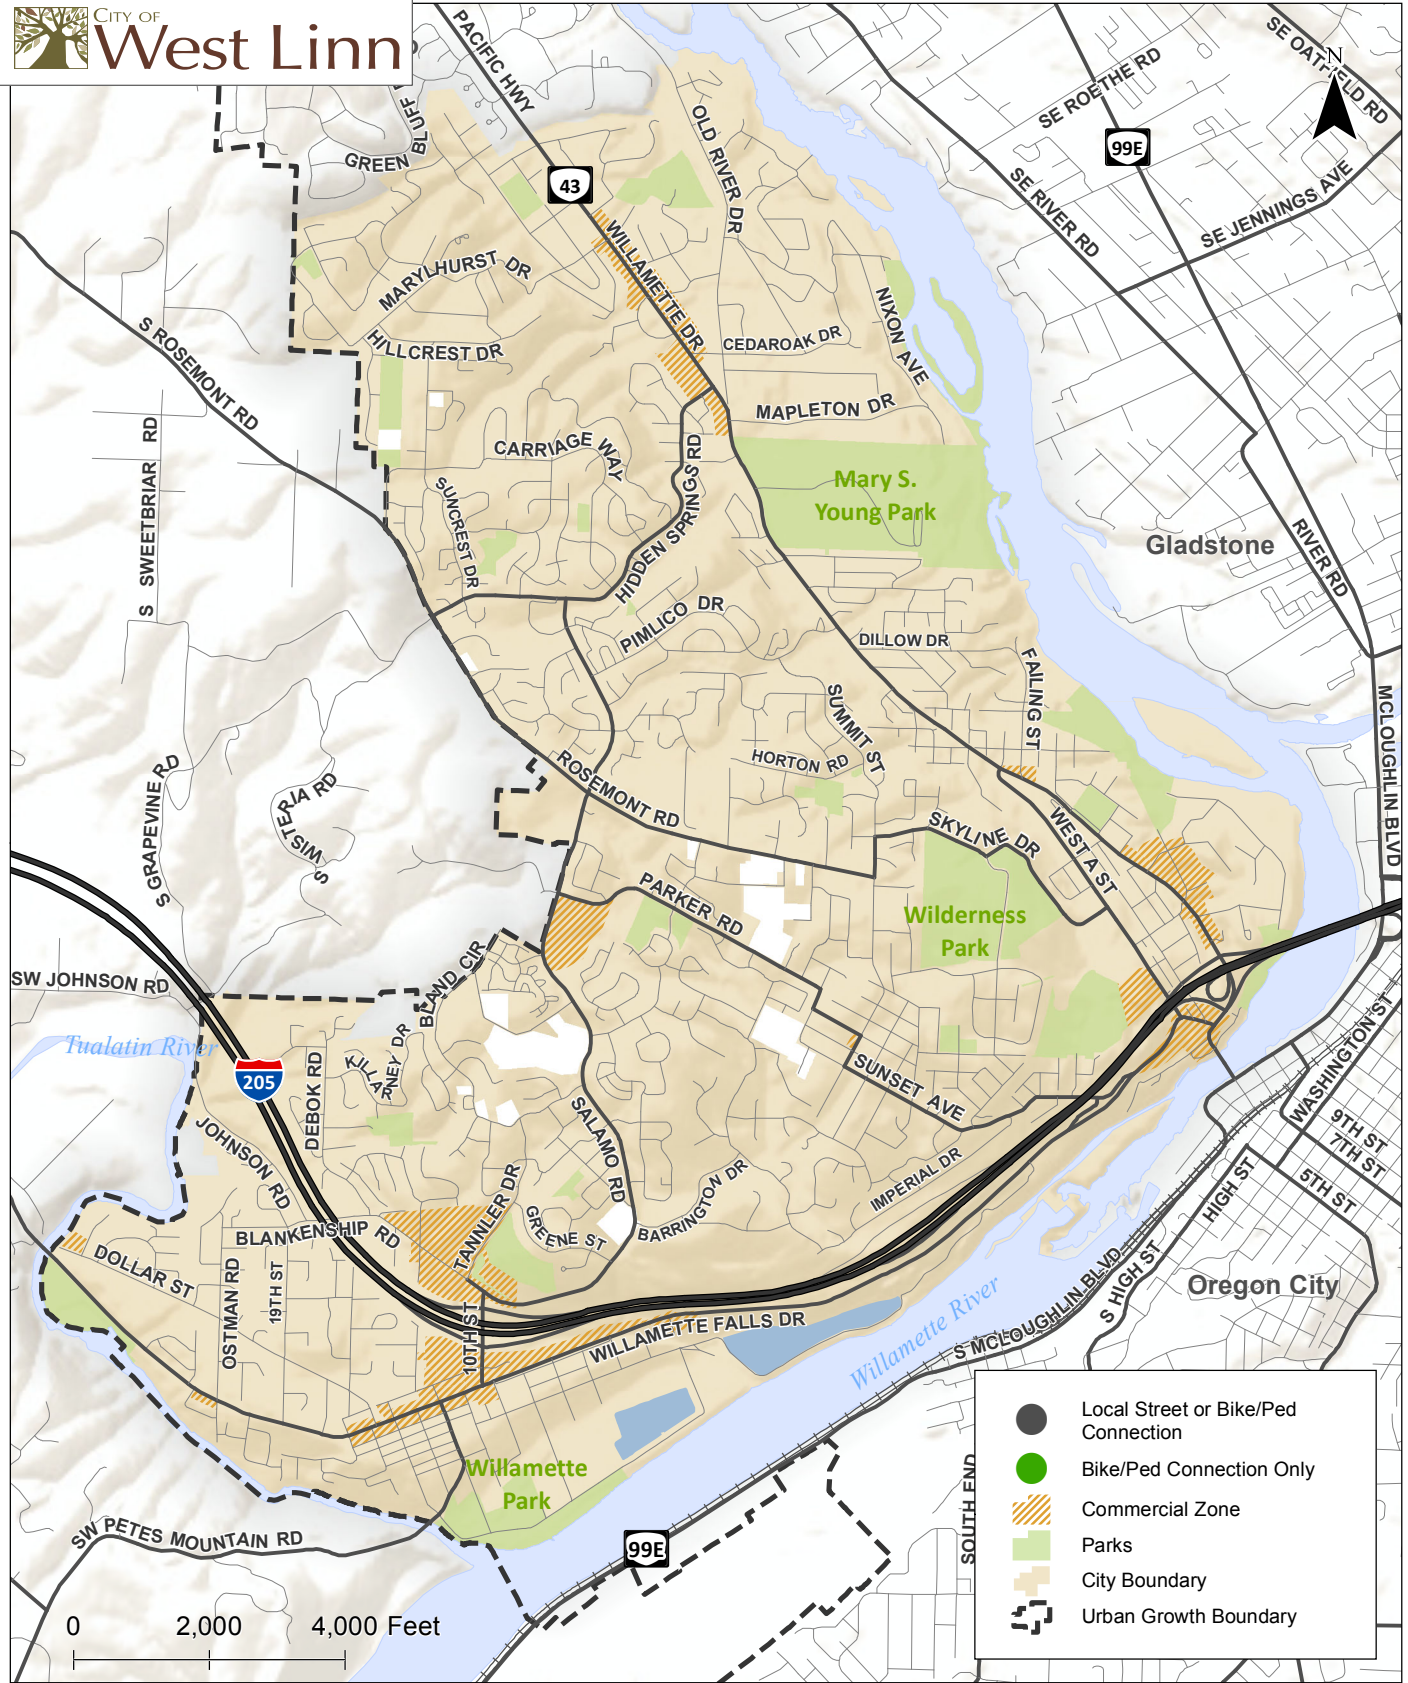 CITY OF
West Linn
PACIFIC HWY
GREEN BLUFF
43
OLD RIVER DR
SE OATFIELD RD
N
SE ROETHE RD
99E
SE RIVER RD
SE JENNINGS AVE
WILLAMETTE DR
MARYLHURST DR
HILLCREST DR
CEDAROAK DR
NIXON AVE
S ROSEMONT RD
MAPLETON DR
S SWEETBRIAR RD
CARRIAGE WAY
SUNCREST DR
HIDDEN SPRINGS RD
Mary S.
Young Park
Gladstone
RIVER RD
PIMLICO DR
DILLOW DR
FAILING ST
SUMMIT ST
HORTON RD
MCLOUGHLIN BLVD
S GRAPEVINE RD
S WISTERIA RD
ROSEMONT RD
SKYLINE DR
WEST A ST
PARKER RD
Wilderness
Park
SW JOHNSON RD
BLAND CIR
Tualatin River
KILLARNEY DR
205
DEBOK RD
SUNSET AVE
WASHINGTON ST
9TH ST
7TH ST
5TH ST
HIGH ST
JOHNSON RD
SALAMO RD
IMPERIAL DR
BARRINGTON DR
TANNLER DR
GREENE ST
BLANKENSHIP RD
DOLLAR ST
OSTMAN RD
19TH ST
10TH ST
WILLAMETTE FALLS DR
Willamette River
S MCLOUGHLIN BLVD
S HIGH ST
Oregon City
Willamette
Park
SW PETES MOUNTAIN RD
99E
SOUTH END
0 2,000 4,000 Feet
Local Street or Bike/Ped
Connection
Bike/Ped Connection Only
Commercial Zone
Parks
City Boundary
Urban Growth Boundary